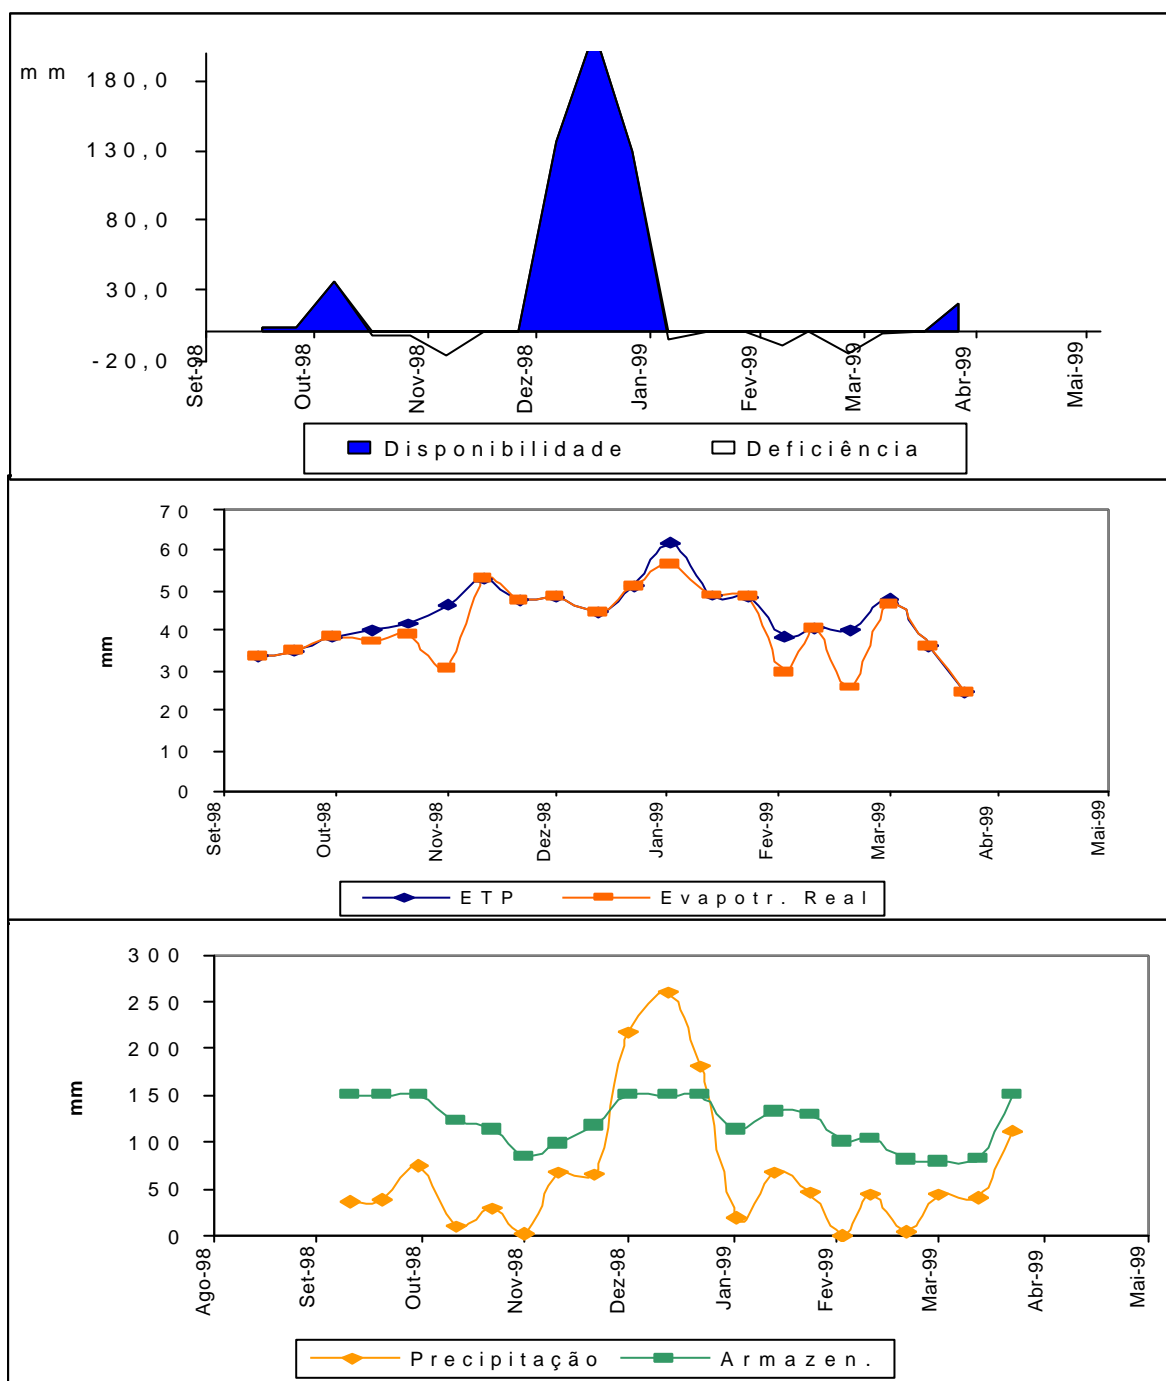 mm
180,0
130,0
80,0
30,0
-20,0
Set-98
Out-98
Nov-98
Dez-98
Jan-99
Fev-99
Mar-99
Abr-99
Mai-99
Disponibilidade Deficiência
70
60
50
40
30
20
10
0
mm
Set-98
Out-98
Nov-98
Dez-98
Jan-99
Fev-99
Mar-99
Abr-99
Mai-99
ETP Evapotr. Real
300
250
200
150
100
50
0
mm
Ago-98
Set-98
Out-98
Nov-98
Dez-98
Jan-99
Fev-99
Mar-99
Abr-99
Mai-99
Precipitação Armazen.